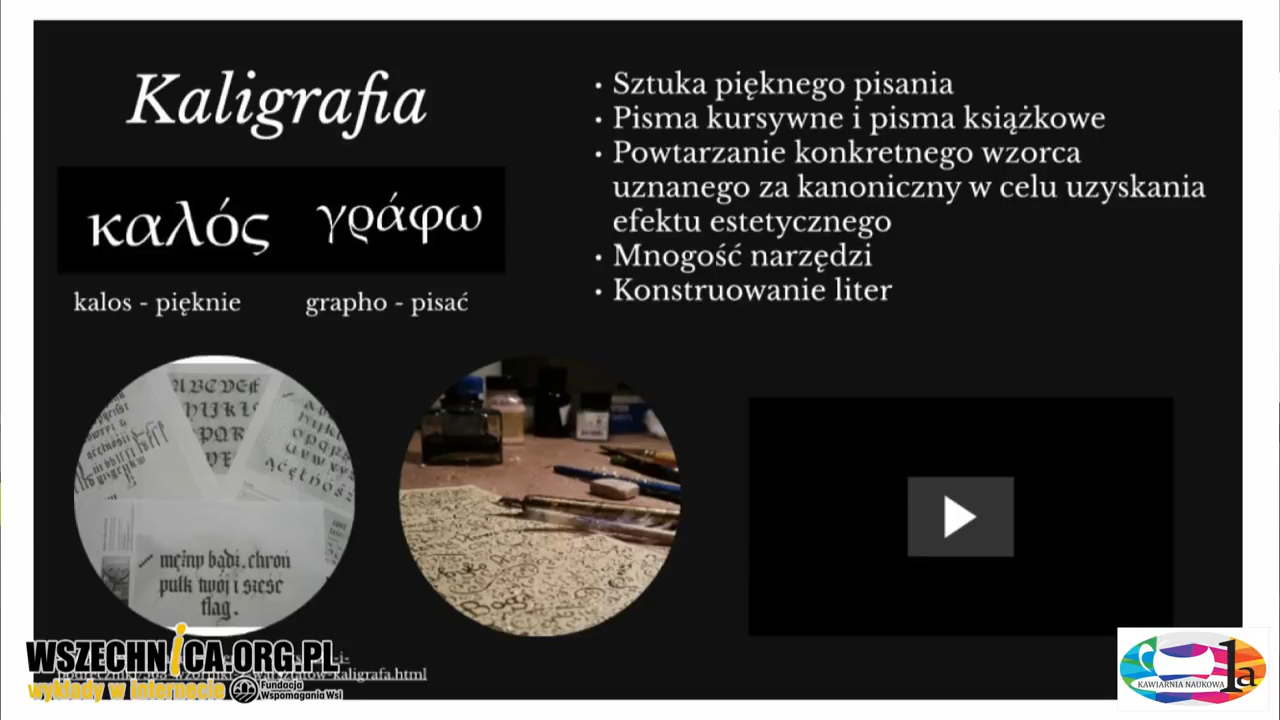 Kaligrafia
καλός γράφω
kalos - pięknie grapho - pisać
• Sztuka pięknego pisania
• Pisma kursywne i pisma książkowe
• Powtarzanie konkretnego wzorca
uznanego za kanoniczny w celu uzyskania
efektu estetycznego
• Mnogość narzędzi
• Konstruowanie liter
mężny bądź, chroń
pułk twój i sześć
flag.
WSZECHNICA.ORG.PL
wykłady w internecie
Fundacja
Wspomagania Wsi
kaligrafa.html
KAWIARNIA NAUKOWA 1a